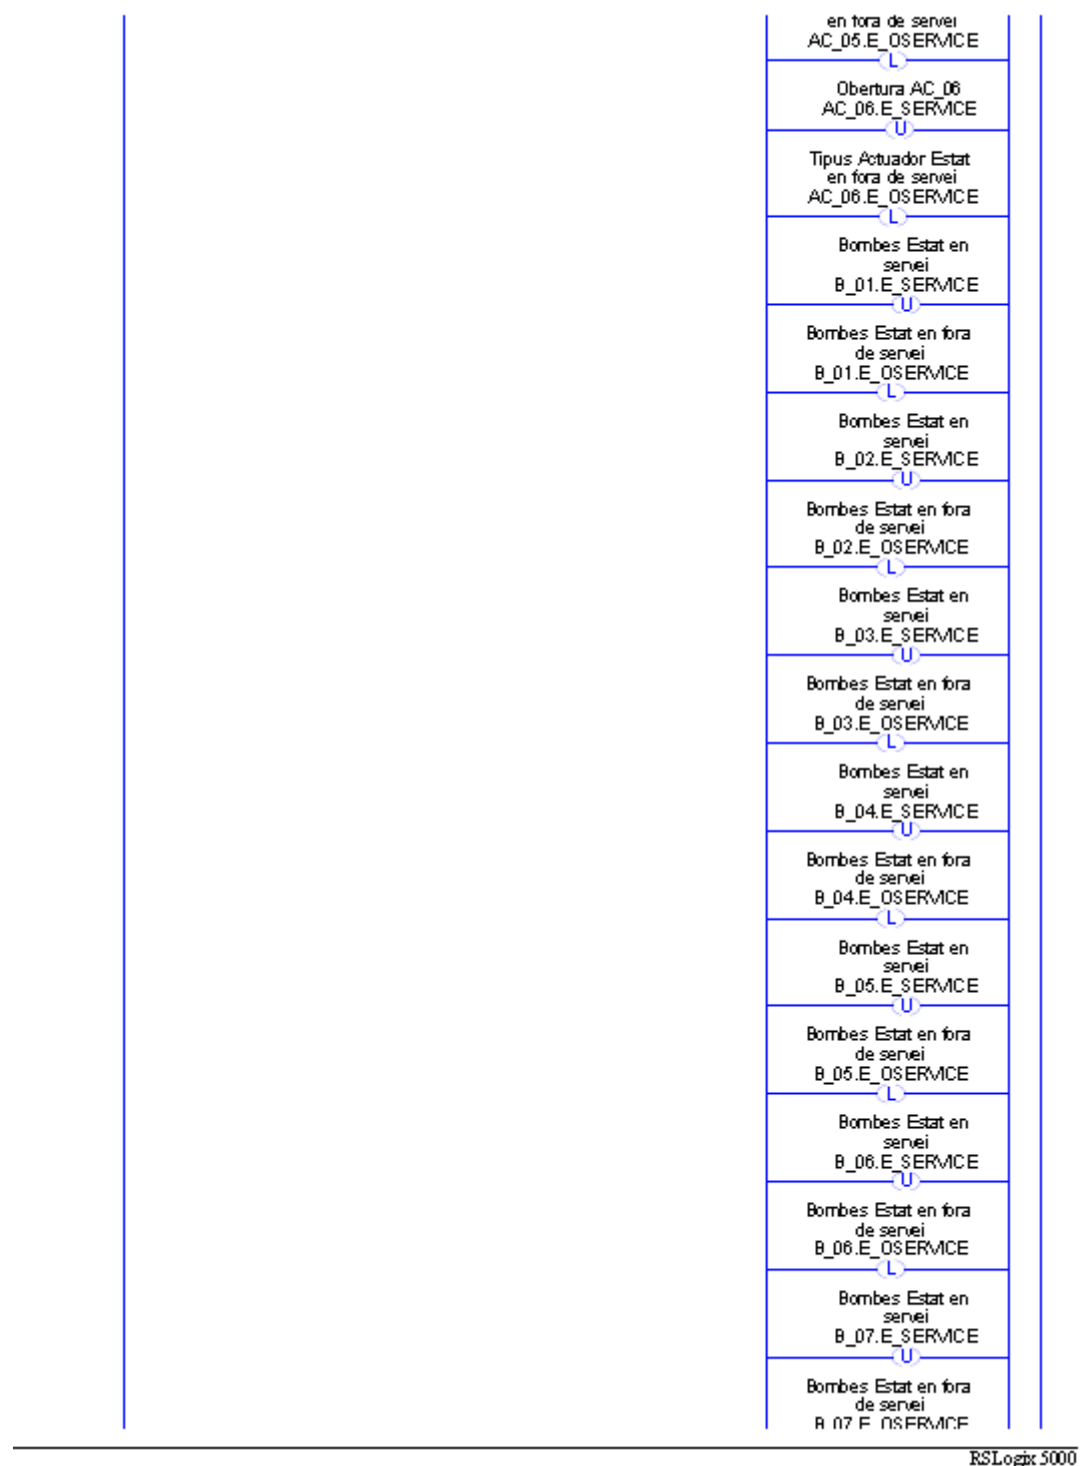 en fora de servei
AC_05.E_OSERVICE
L
Obertura AC_06
AC_06.E_SERVICE
U
Tipus Actuador Estat
en fora de servei
AC_06.E_OSERVICE
L
Bombes Estat en
servei
B_01.E_SERVICE
U
Bombes Estat en fora
de servei
B_01.E_OSERVICE
L
Bombes Estat en
servei
B_02.E_SERVICE
U
Bombes Estat en fora
de servei
B_02.E_OSERVICE
L
Bombes Estat en
servei
B_03.E_SERVICE
U
Bombes Estat en fora
de servei
B_03.E_OSERVICE
L
Bombes Estat en
servei
B_04.E_SERVICE
U
Bombes Estat en fora
de servei
B_04.E_OSERVICE
L
Bombes Estat en
servei
B_05.E_SERVICE
U
Bombes Estat en fora
de servei
B_05.E_OSERVICE
L
Bombes Estat en
servei
B_06.E_SERVICE
U
Bombes Estat en fora
de servei
B_06.E_OSERVICE
L
Bombes Estat en
servei
B_07.E_SERVICE
U
Bombes Estat en fora
de servei
B_07.E_OSERVICE
RSLogix 5000